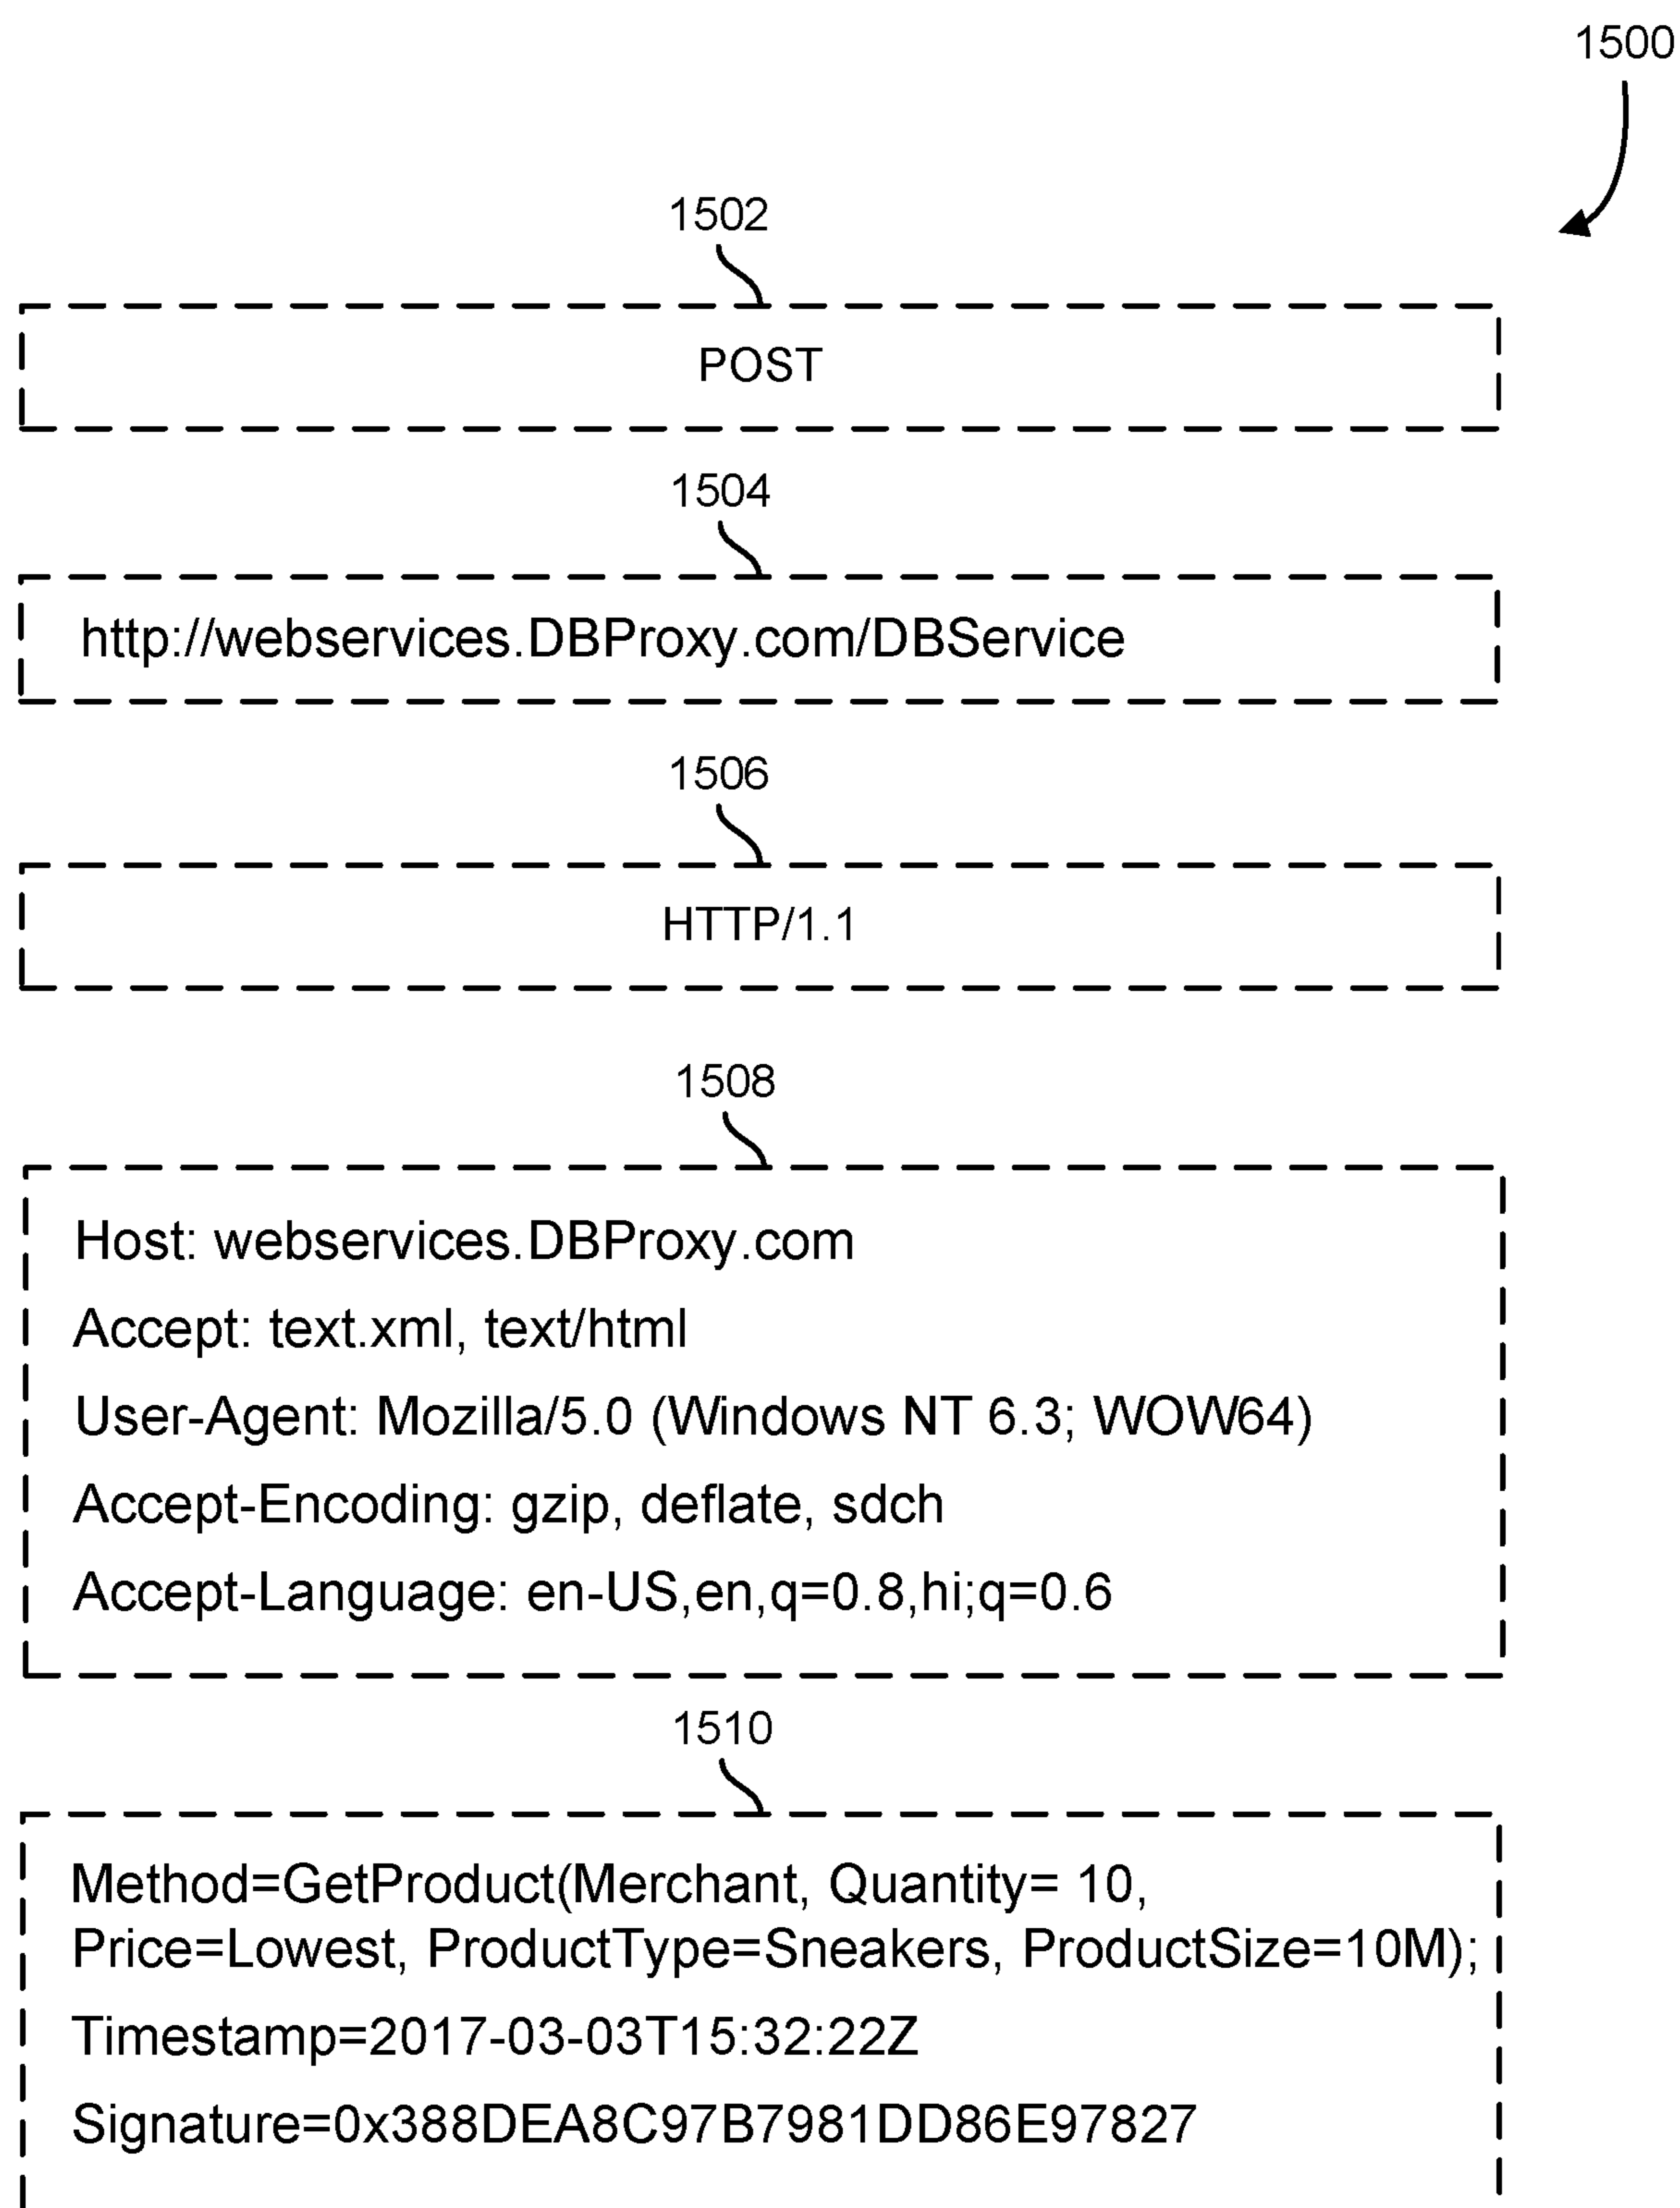 1500
1502
POST
1504
http://webservices.DBProxy.com/DBService
1506
HTTP/1.1
1508
Host: webservices.DBProxy.com
Accept: text.xml, text/html
User-Agent: Mozilla/5.0 (Windows NT 6.3; WOW64)
Accept-Encoding: gzip, deflate, sdch
Accept-Language: en-US,en,q=0.8,hi;q=0.6
1510
Method=GetProduct(Merchant, Quantity= 10,
Price=Lowest, ProductType=Sneakers, ProductSize=10M);
Timestamp=2017-03-03T15:32:22Z
Signature=0x388DEA8C97B7981DD86E97827